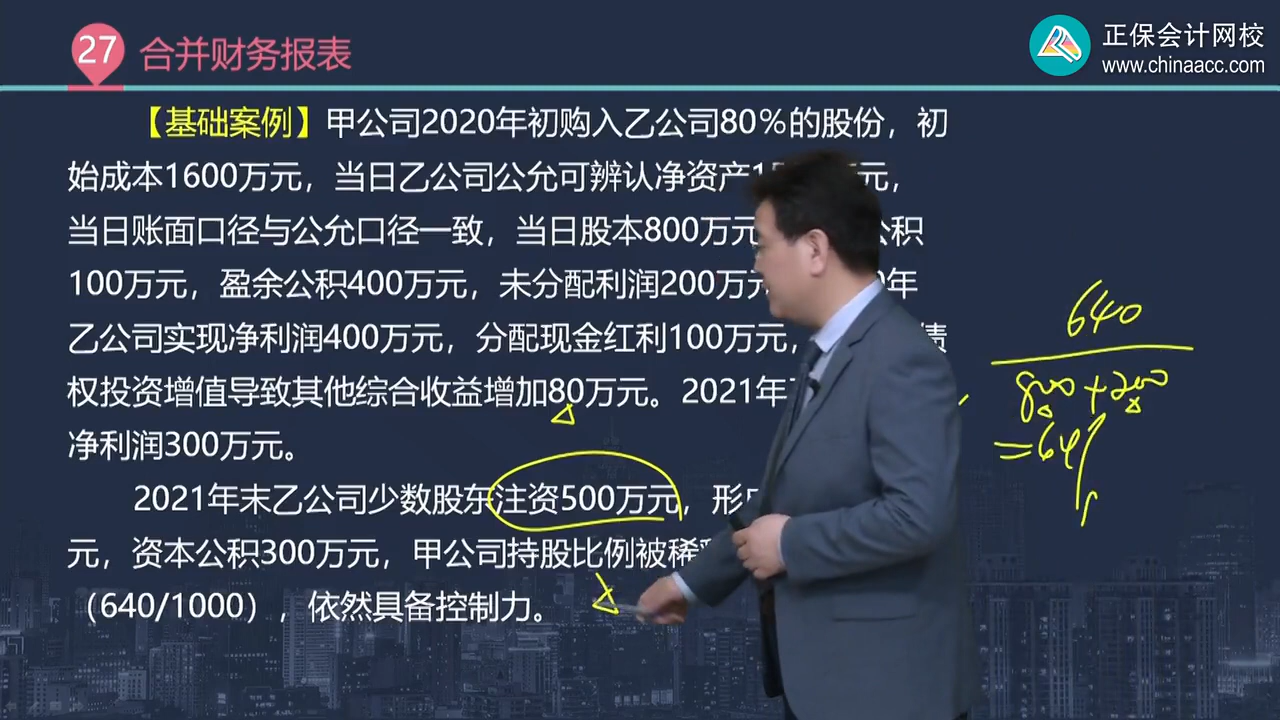 27 合并财务报表
正保会计网校
www.chinaacc.com
【基础案例】甲公司2020年初购入乙公司80%的股份，初
始成本1600万元，当日乙公司公允可辨认净资产1 元，
当日账面口径与公允口径一致，当日股本800万元 公积
100万元，盈余公积400万元，未分配利润200万元 年
乙公司实现净利润400万元，分配现金红利100万元， 债
权投资增值导致其他综合收益增加80万元。2021年
净利润300万元。
2021年末乙公司少数股东注资500万元，形
元，资本公积300万元，甲公司持股比例被稀
（640/1000），依然具备控制力。
640
800+200
=64%